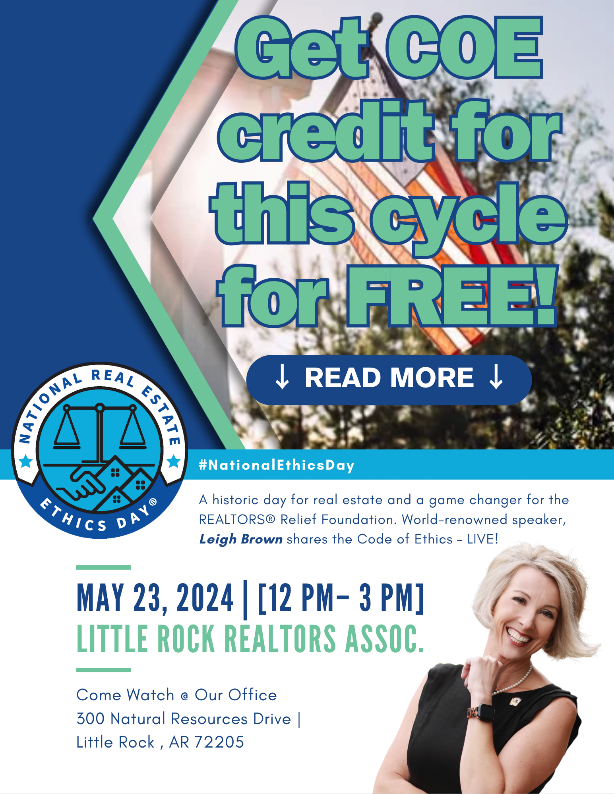 Get COE
credit for
this cycle
for FREE!
↓ READ MORE ↓
NATIONAL REAL ESTATE
ETHICS DAY®
#NationalEthicsDay
A historic day for real estate and a game changer for the
REALTORS® Relief Foundation. World-renowned speaker,
Leigh Brown shares the Code of Ethics - LIVE!
MAY 23, 2024 | [12 PM– 3 PM]
LITTLE ROCK REALTORS ASSOC.
Come Watch @ Our Office
300 Natural Resources Drive |
Little Rock , AR 72205